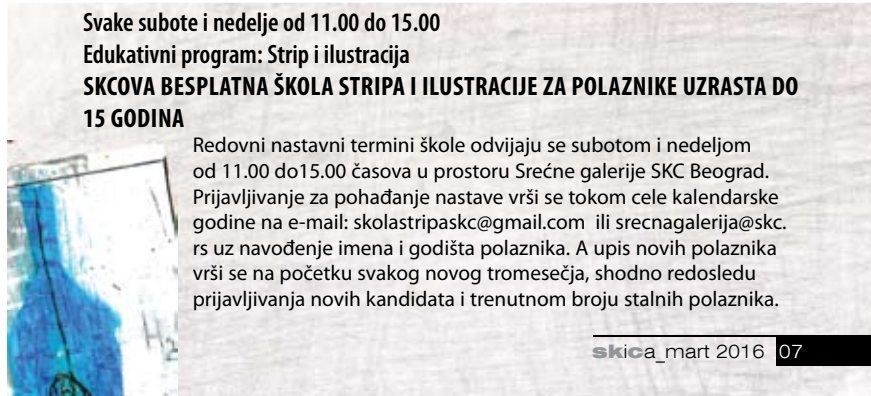 Svake subote i nedelje od 11.00 do 15.00
Edukativni program: Strip i ilustracija
SKCOVA BESPLATNA ŠKOLA STRIPA I ILUSTRACIJE ZA POLAZNIKE UZRASTA DO
15 GODINA
Redovni nastavni termini škole odvijaju se subotom i nedeljom
od 11.00 do15.00 časova u prostoru Srećne galerije SKC Beograd.
Prijavljivanje za pohađanje nastave vrši se tokom cele kalendarske
godine na e-mail: skolastripaskc@gmail.com ili srecnagalerija@skc.
rs uz navođenje imena i godišta polaznika. A upis novih polaznika
vrši se na početku svakog novog tromesečja, shodno redosledu
prijavljivanja novih kandidata i trenutnom broju stalnih polaznika.
skica_mart 2016 07